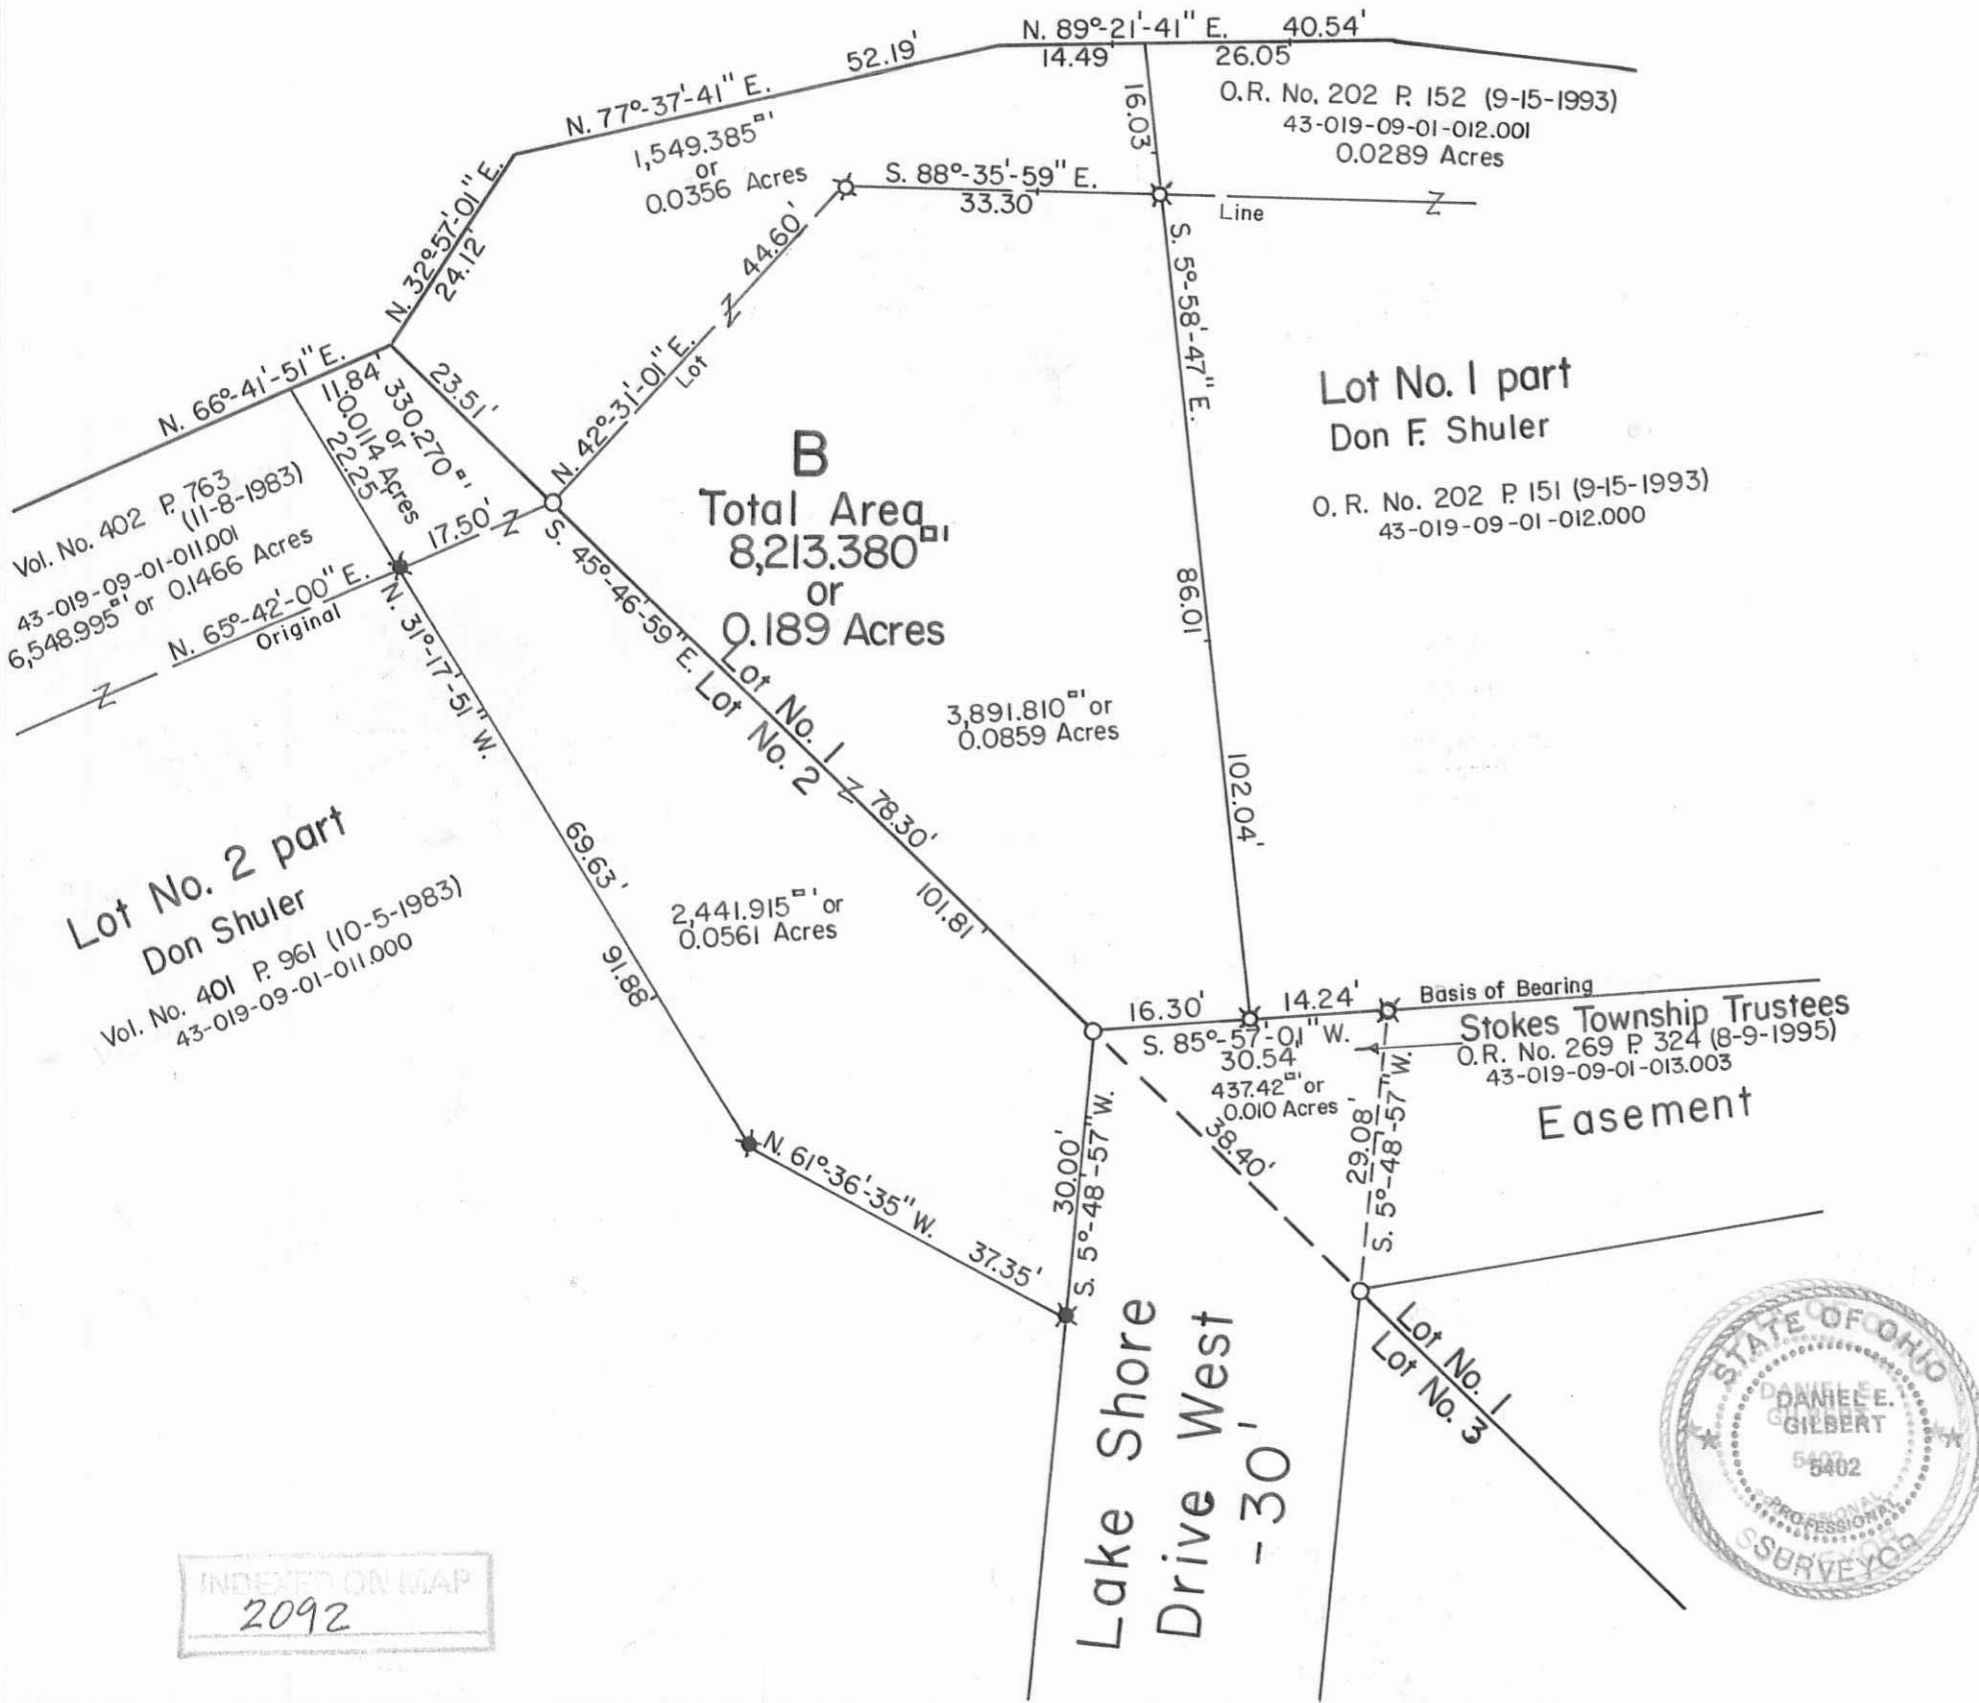 N. 89°-21'-41" E. 40.54'
14.49' 26.05'
52.19'
N. 77°-37'-41" E.
16.03'
O.R. No. 202 P. 152 (9-15-1993)
43-019-09-01-012.001
0.0289 Acres
1,549.385□'
or
0.0356 Acres
S. 88°-35'-59" E.
33.30'
Line
Z
N. 32°-57'-01" E.
24.12'
44.60'
Z
N. 42°-31'-01" E.
Lot
S. 5°-58'-47" E.
86.01'
102.04'
N. 66°-41'-51" E.
11.84'
330.270□'
or
0.0114 Acres
22.25'
23.51'
17.50'
Z
Lot No. 1 part
Don F. Shuler
O. R. No. 202 P. 151 (9-15-1993)
43-019-09-01-012.000
B
Total Area
8,213.380□'
or
0.189 Acres
Vol. No. 402 P. 763
(11-8-1983)
43-019-09-01-011.001
6,548.995□' or 0.1466 Acres
N. 65°-42'-00" E.
Original
Z
N. 31°-17'-51" W.
69.63'
91.88'
S. 45°-46'-59" E.
Lot No. 1
Lot No. 2
Z
78.30'
101.81'
3,891.810□' or
0.0859 Acres
2,441.915□' or
0.0561 Acres
Lot No. 2 part
Don Shuler
Vol. No. 401 P. 961 (10-5-1983)
43-019-09-01-011.000
16.30' 14.24'
Basis of Bearing
S. 85°-57'-01" W.
30.54'
437.42□' or
0.010 Acres
Stokes Township Trustees
O.R. No. 269 P. 324 (8-9-1995)
43-019-09-01-013.003
Easement
29.08'
S. 5°-48'-57" W.
38.40'
30.00'
S. 5°-48'-57" W.
N. 61°-36'-35" W.
37.35'
Lot No. 1
Lot No. 3
Lake Shore
Drive West
- 30'
STATE OF OHIO
DANIEL E.
GILBERT
5402
PROFESSIONAL
SURVEYOR
INDEXED ON MAP
2092